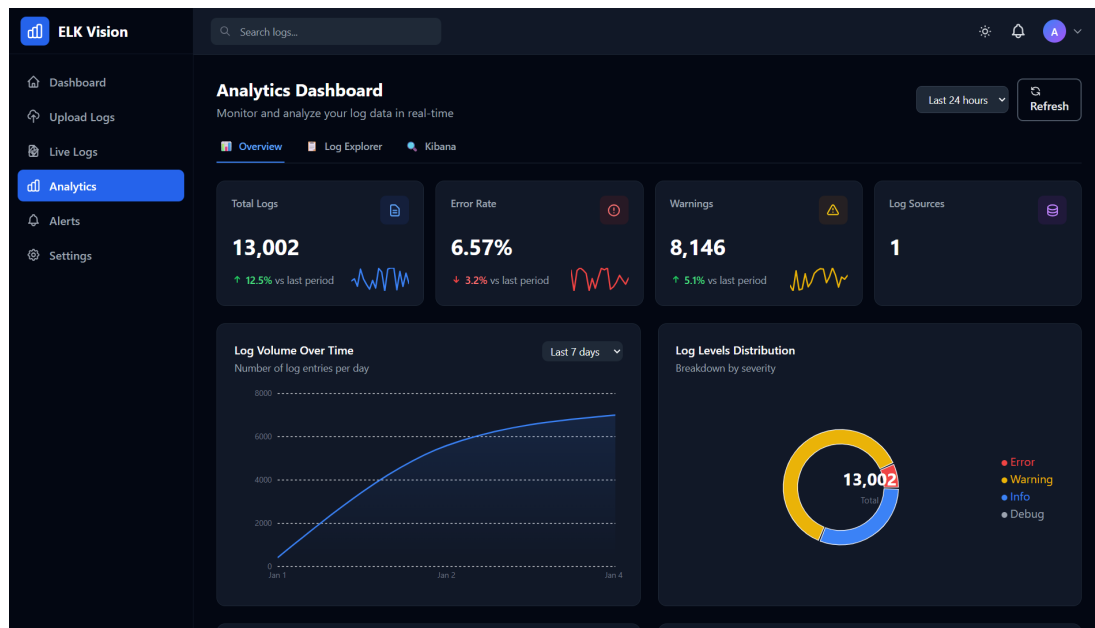 ELK Vision
Search logs...
A
Dashboard
Upload Logs
Live Logs
Analytics
Alerts
Settings
Analytics Dashboard
Monitor and analyze your log data in real-time
Last 24 hours
Refresh
Overview
Log Explorer
Kibana
Total Logs
13,002
↑ 12.5% vs last period
Error Rate
6.57%
↓ 3.2% vs last period
Warnings
8,146
↑ 5.1% vs last period
Log Sources
1
Log Volume Over Time
Number of log entries per day
Last 7 days
8000
6000
4000
2000
0
Jan 1
Jan 2
Jan 4
Log Levels Distribution
Breakdown by severity
13,002
Total
Error
Warning
Info
Debug